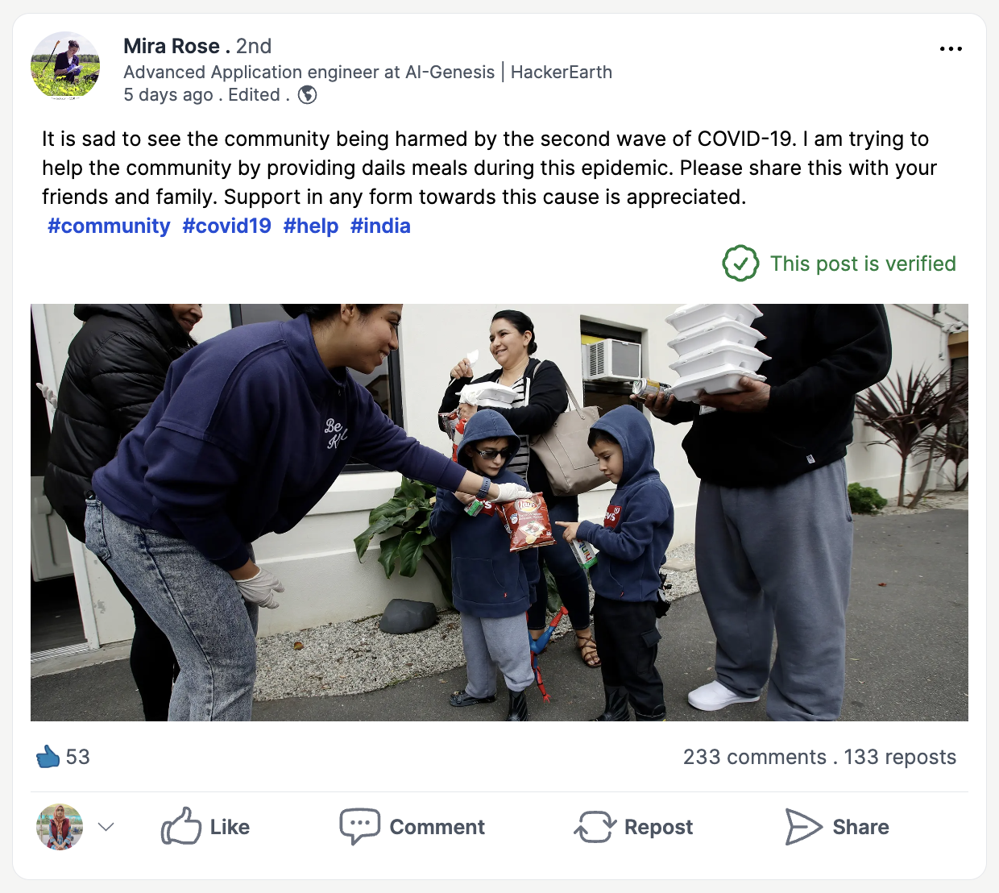 Mira Rose . 2nd
Advanced Application engineer at AI-Genesis | HackerEarth
5 days ago . Edited .
It is sad to see the community being harmed by the second wave of COVID-19. I am trying to
help the community by providing dails meals during this epidemic. Please share this with your
friends and family. Support in any form towards this cause is appreciated.
#community #covid19 #help #india
This post is verified
Be
53
233 comments . 133 reposts
Like
Comment
Repost
Share